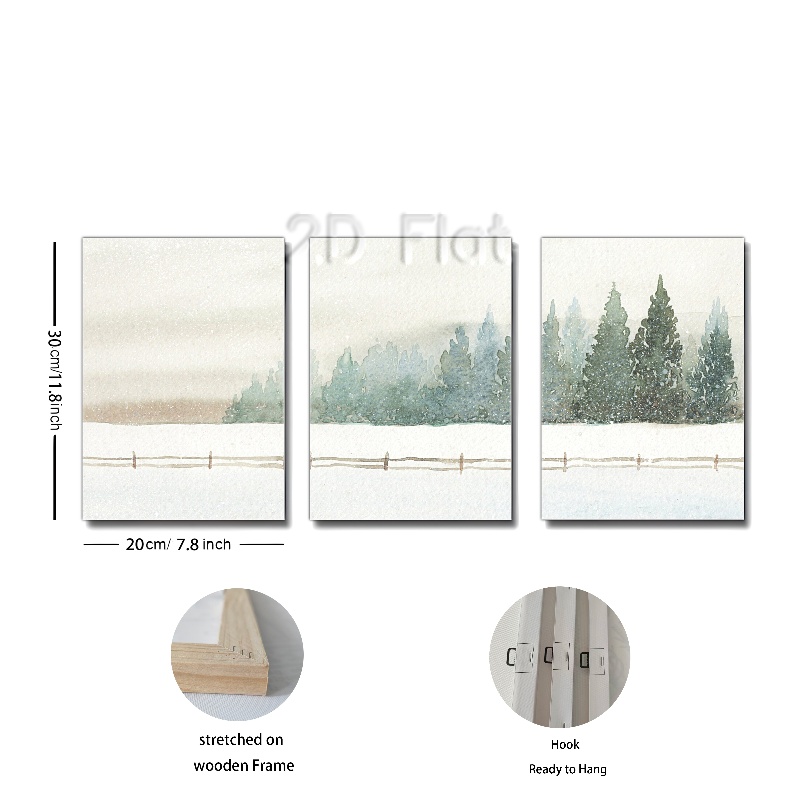 2D Flat
30cm/11.8inch
20cm/ 7.8 inch
stretched on
wooden Frame
Hook
Ready to Hang